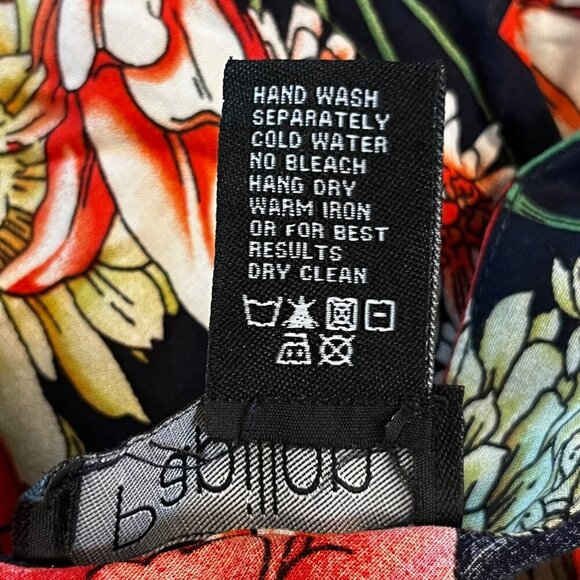 HAND WASH
SEPARATELY
COLD WATER
NO BLEACH
HANG DRY
WARM IRON
OR FOR BEST
RESULTS
DRY CLEAN